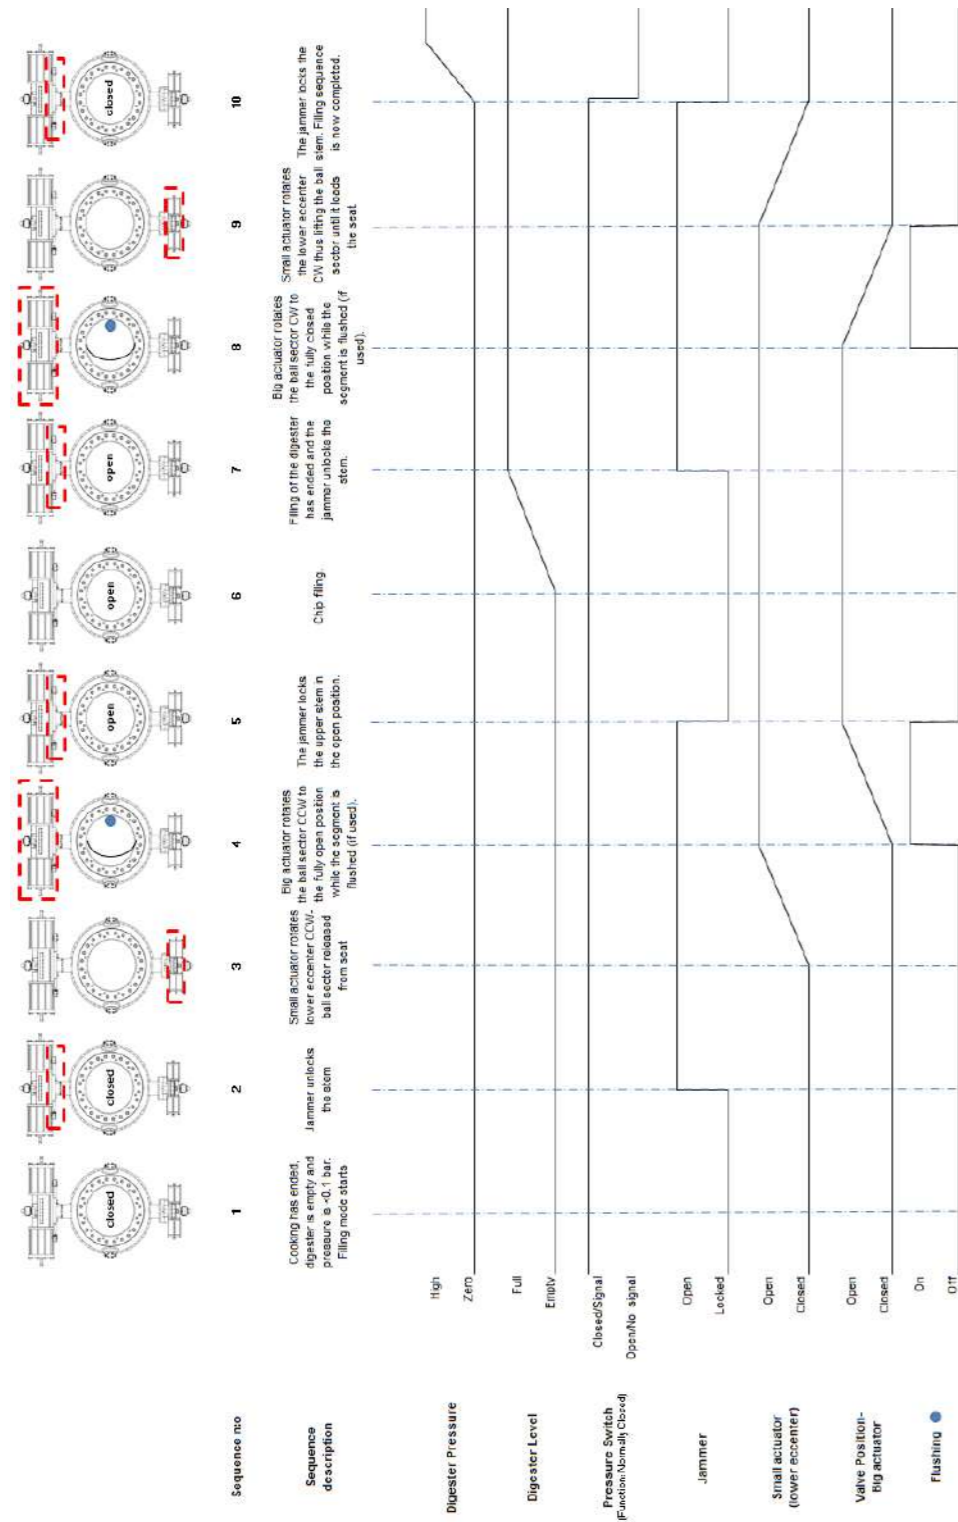 closed
closed
open
open
open
closed
Sequence n:o
1
2
3
4
5
6
7
8
9
10
Sequence
description
Cooking has ended,
digester is empty and
pressure is <0.1 bar.
Filling mode starts
Jammer unlocks
the stem
Small actuator rotates
lower eccenter CCW-
ball sector released
from seat
Big actuator rotates
the ball sector CCW to
the fully open position
while the segment is
flushed (if used).
The jammer locks
the upper stem in
the open position.
Chip filing.
Filling of the digester
has ended and the
jammer unlocks the
stem.
Big actuator rotates
the ball sector CW to
the fully closed
position while the
segment is flushed (if
used).
Small actuator rotates
the lower eccenter
CW thus lifting the ball
sector until it loads
the seat.
The jammer locks the
stem. Filling sequence
is now completed.
Digester Pressure
High
Zero
Digester Level
Full
Empty
Pressure Switch
(Function: Normally Closed)
Closed/Signal
Open/No signal
Jammer
Open
Locked
Small actuator
(lower eccenter)
Open
Closed
Valve Position-
Big actuator
Open
Closed
Flushing
On
Off